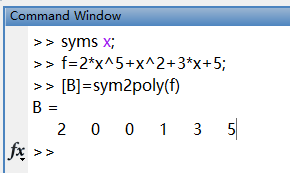 Command Window
>> syms x;
>> f=2*x^5+x^2+3*x+5;
>> [B]=sym2poly(f)
B =
2 0 0 1 3 5
fx >>